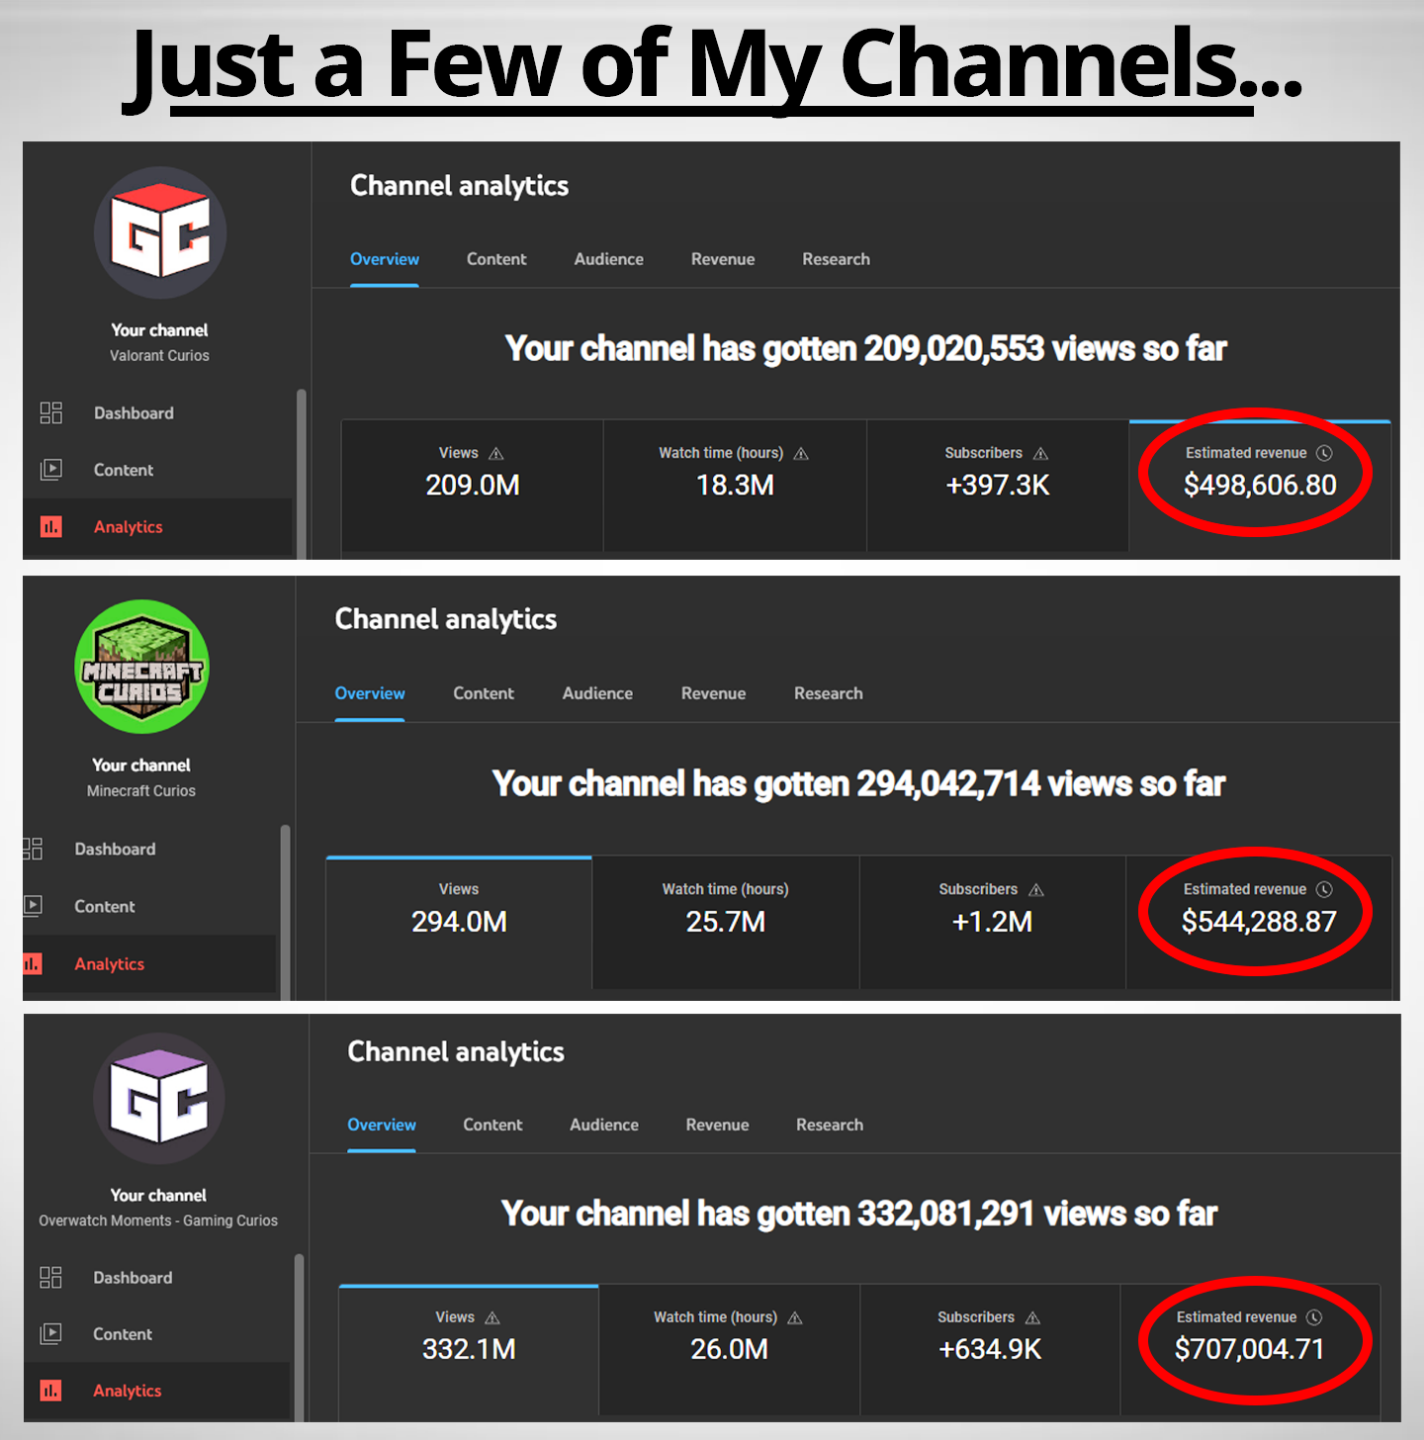 Just a Few of My Channels...
GC
Your channel
Valorant Curios
Dashboard
Content
Analytics
Channel analytics
Overview Content Audience Revenue Research
Your channel has gotten 209,020,553 views so far
Views Watch time (hours) Subscribers Estimated revenue
209.0M 18.3M +397.3K $498,606.80
MINECRAFT
CURIOS
Your channel
Minecraft Curios
Dashboard
Content
Analytics
Channel analytics
Overview Content Audience Revenue Research
Your channel has gotten 294,042,714 views so far
Views Watch time (hours) Subscribers Estimated revenue
294.0M 25.7M +1.2M $544,288.87
GC
Your channel
Overwatch Moments - Gaming Curios
Dashboard
Content
Analytics
Channel analytics
Overview Content Audience Revenue Research
Your channel has gotten 332,081,291 views so far
Views Watch time (hours) Subscribers Estimated revenue
332.1M 26.0M +634.9K $707,004.71